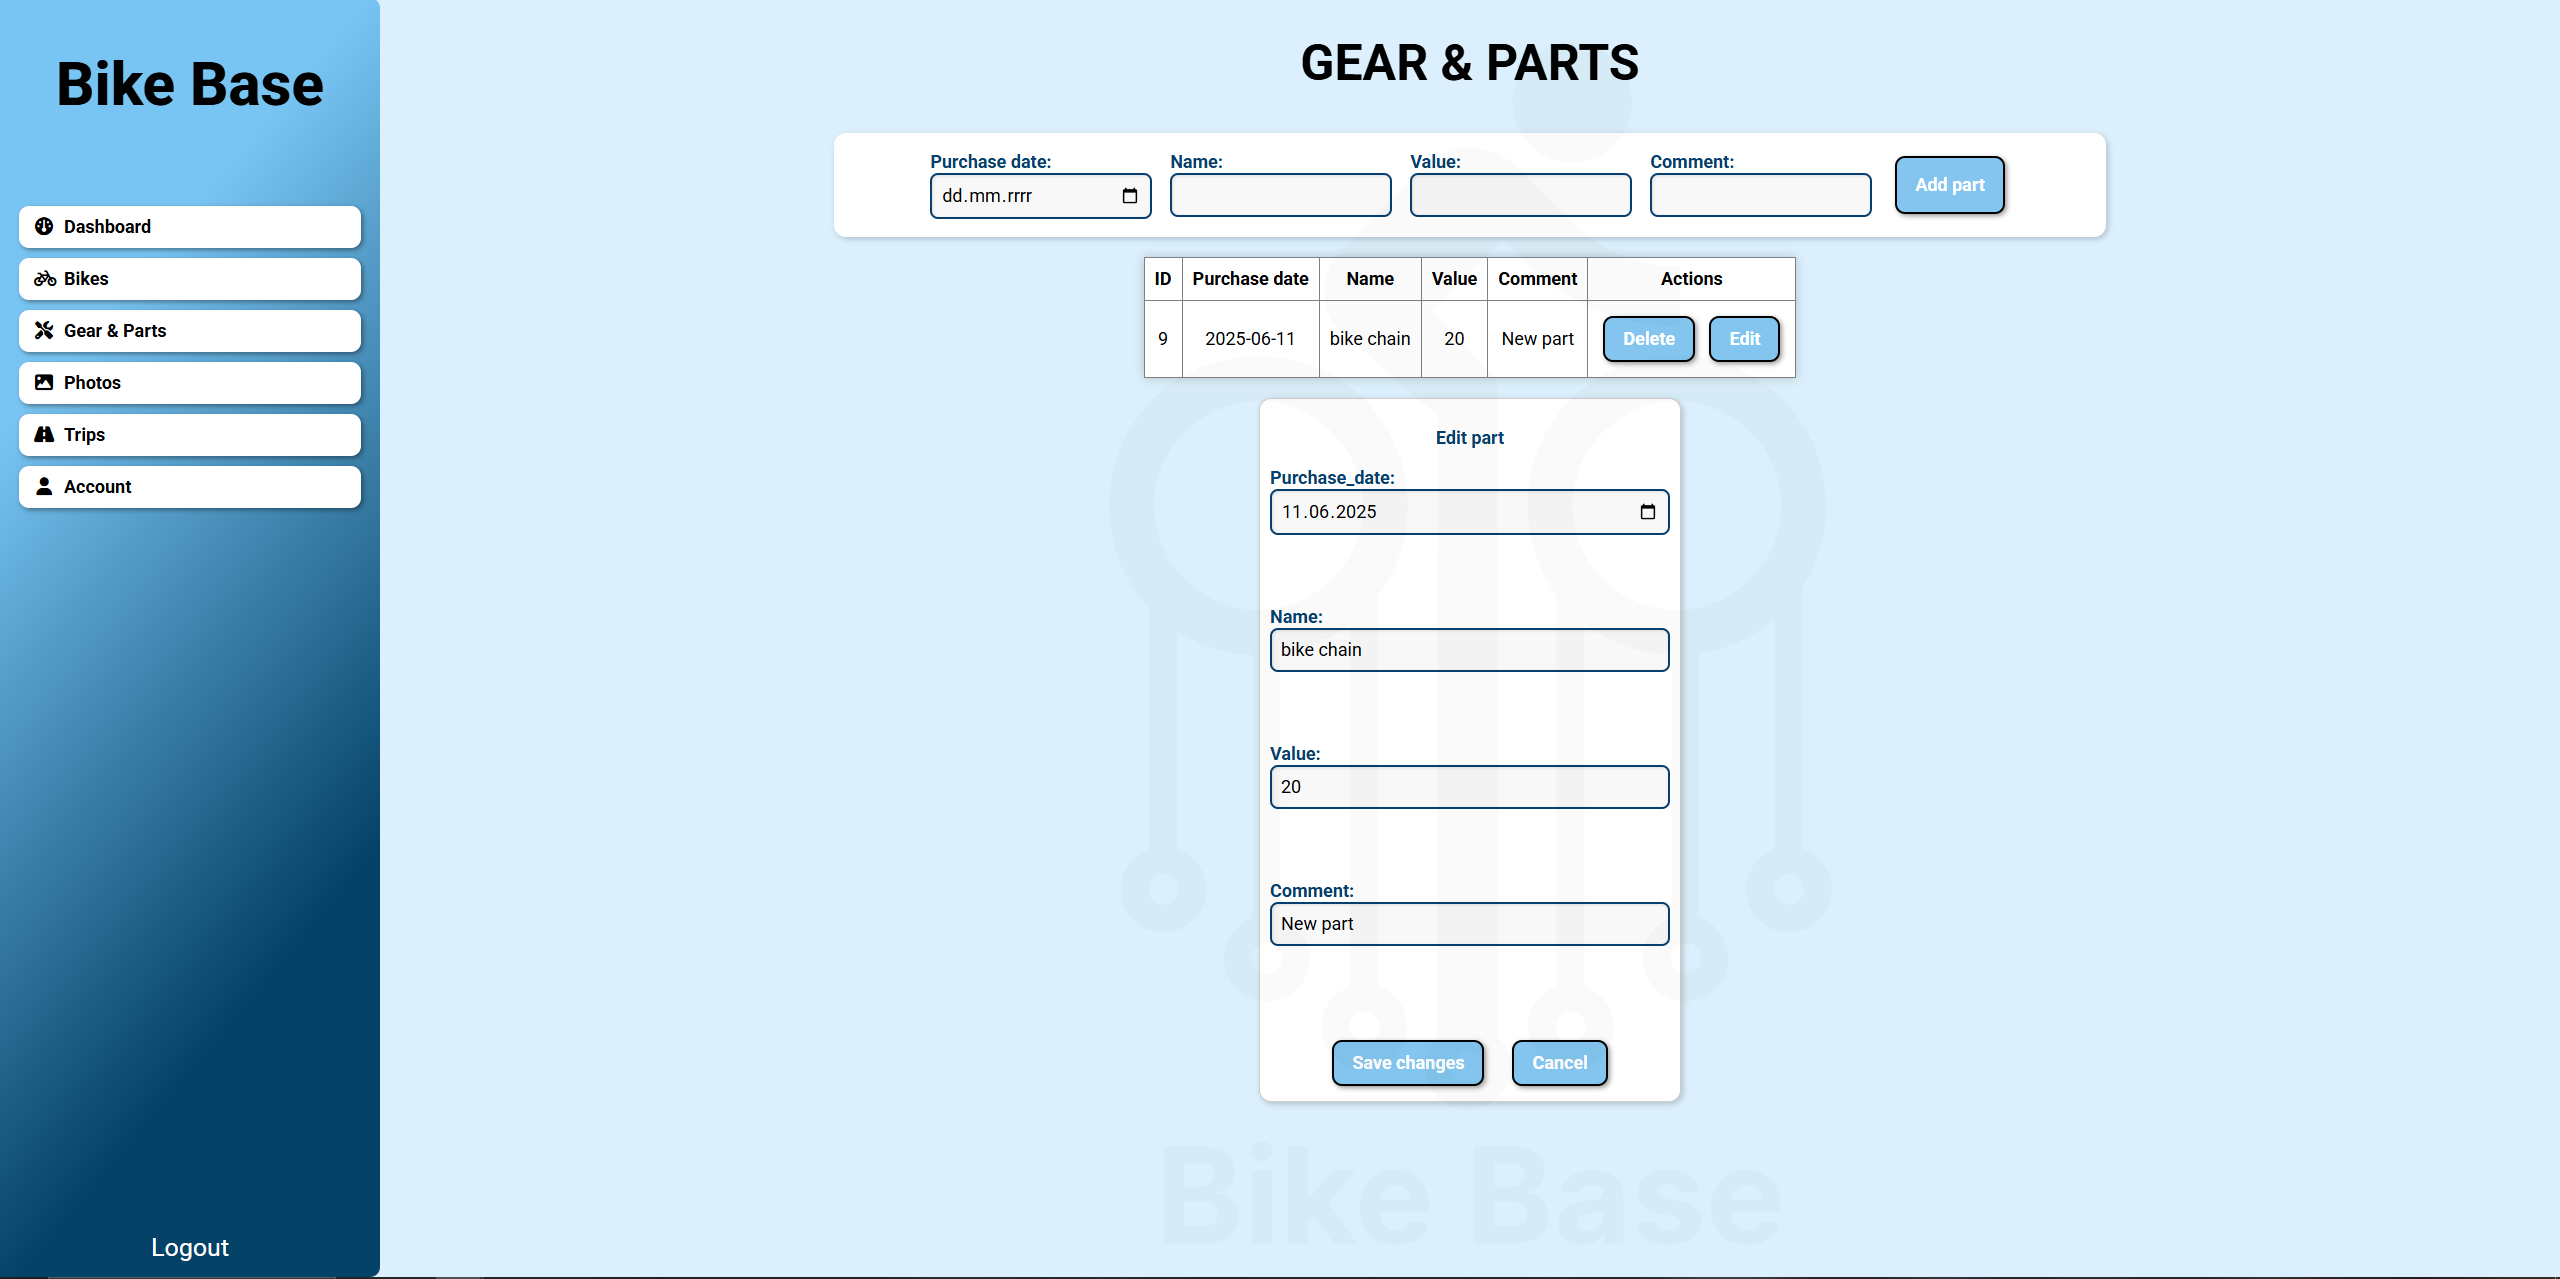 Bike Base
Dashboard
Bikes
Gear & Parts
Photos
Trips
Account
Logout
GEAR & PARTS
Purchase date: Name: Value: Comment:
dd.mm.rrrr Add part
ID Purchase date Name Value Comment Actions
9 2025-06-11 bike chain 20 New part Delete Edit
Edit part
Purchase_date:
11.06.2025
Name:
bike chain
Value:
20
Comment:
New part
Save changes Cancel
Bike Base